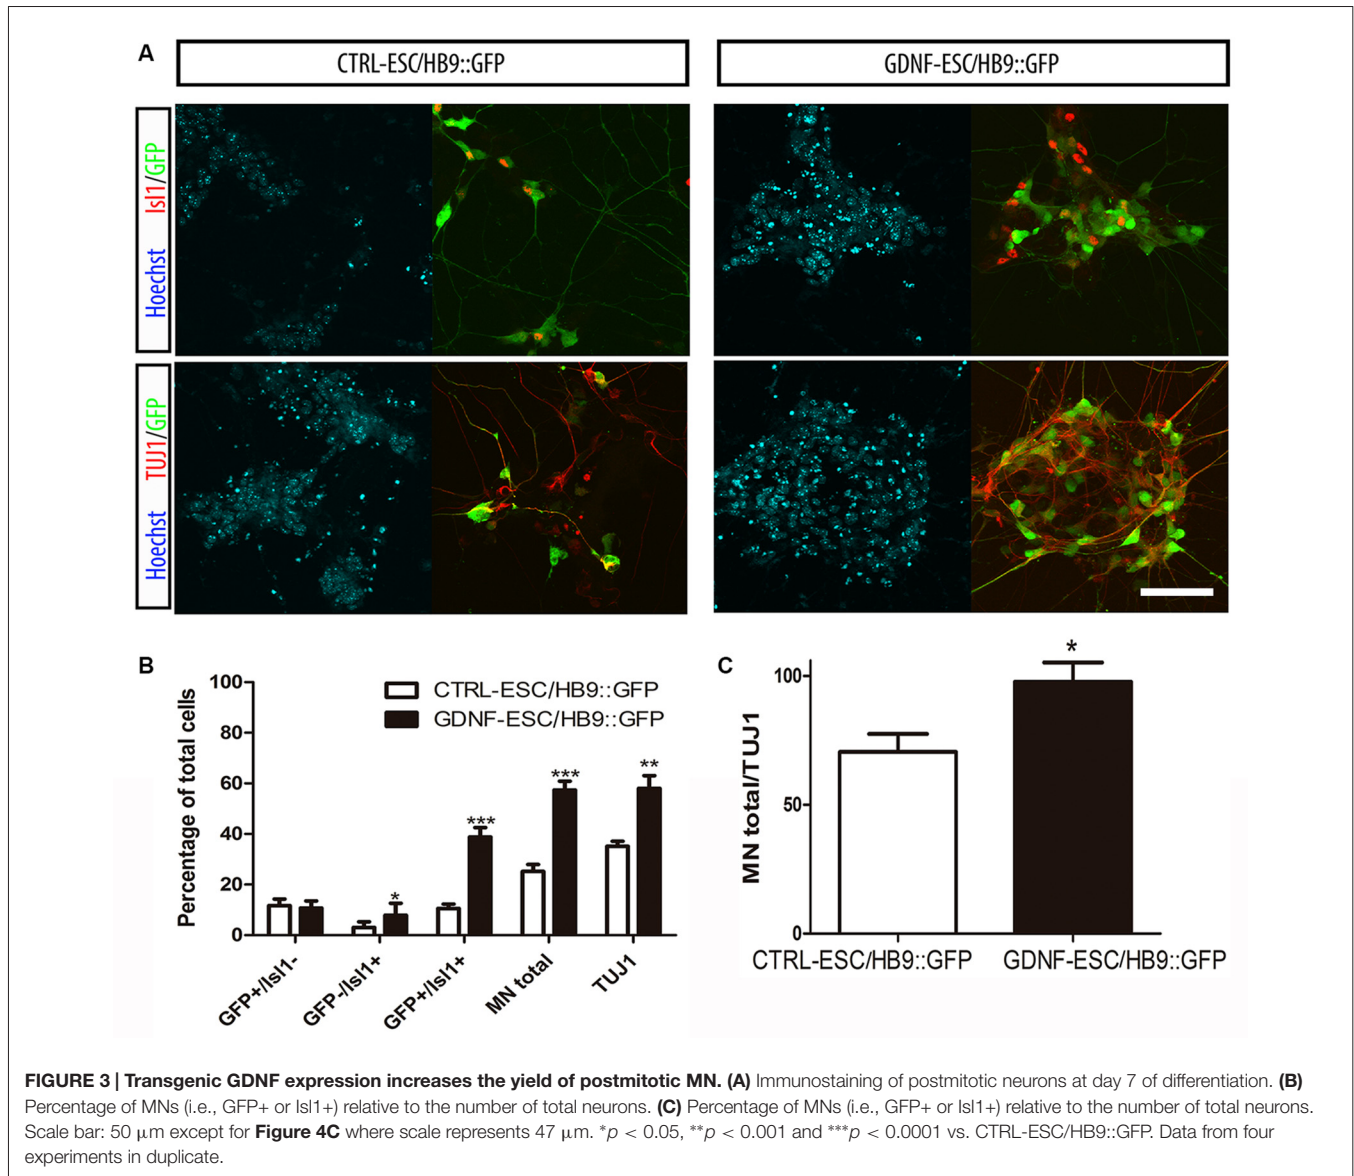 A
CTRL-ESC/HB9::GFP
GDNF-ESC/HB9::GFP
Hoechst Isl1/GFP
Hoechst TUJ1/GFP
B
Percentage of total cells
100
80
60
40
20
0
CTRL-ESC/HB9::GFP
GDNF-ESC/HB9::GFP
*
***
***
**
GFP+/Isl1-
GFP-/Isl1+
GFP+/Isl1+
MN total
TUJ1
C
MN total/TUJ1
100
50
0
*
CTRL-ESC/HB9::GFP
GDNF-ESC/HB9::GFP
FIGURE 3 | Transgenic GDNF expression increases the yield of postmitotic MN. (A) Immunostaining of postmitotic neurons at day 7 of differentiation. (B)
Percentage of MNs (i.e., GFP+ or Isl1+) relative to the number of total neurons. (C) Percentage of MNs (i.e., GFP+ or Isl1+) relative to the number of total neurons.
Scale bar: 50 μm except for Figure 4C where scale represents 47 μm. *p < 0.05, **p < 0.001 and ***p < 0.0001 vs. CTRL-ESC/HB9::GFP. Data from four
experiments in duplicate.